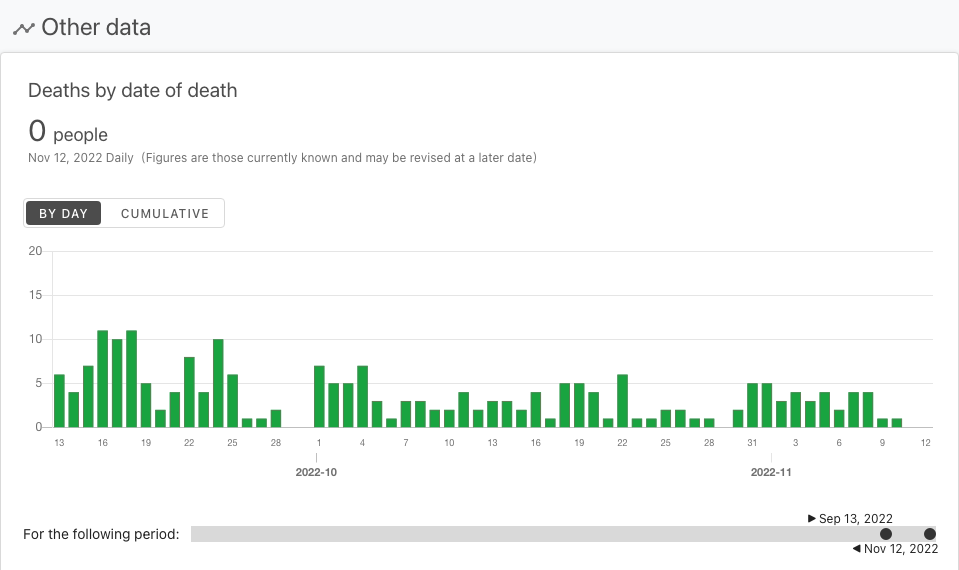 Other data
Deaths by date of death
0 people
Nov 12, 2022 Daily (Figures are those currently known and may be revised at a later date)
BY DAY CUMULATIVE
20
15
10
5
0
13 16 19 22 25 28 1 4 7 10 13 16 19 22 25 28 31 3 6 9 12
2022-10 2022-11
Sep 13, 2022
For the following period:
Nov 12, 2022